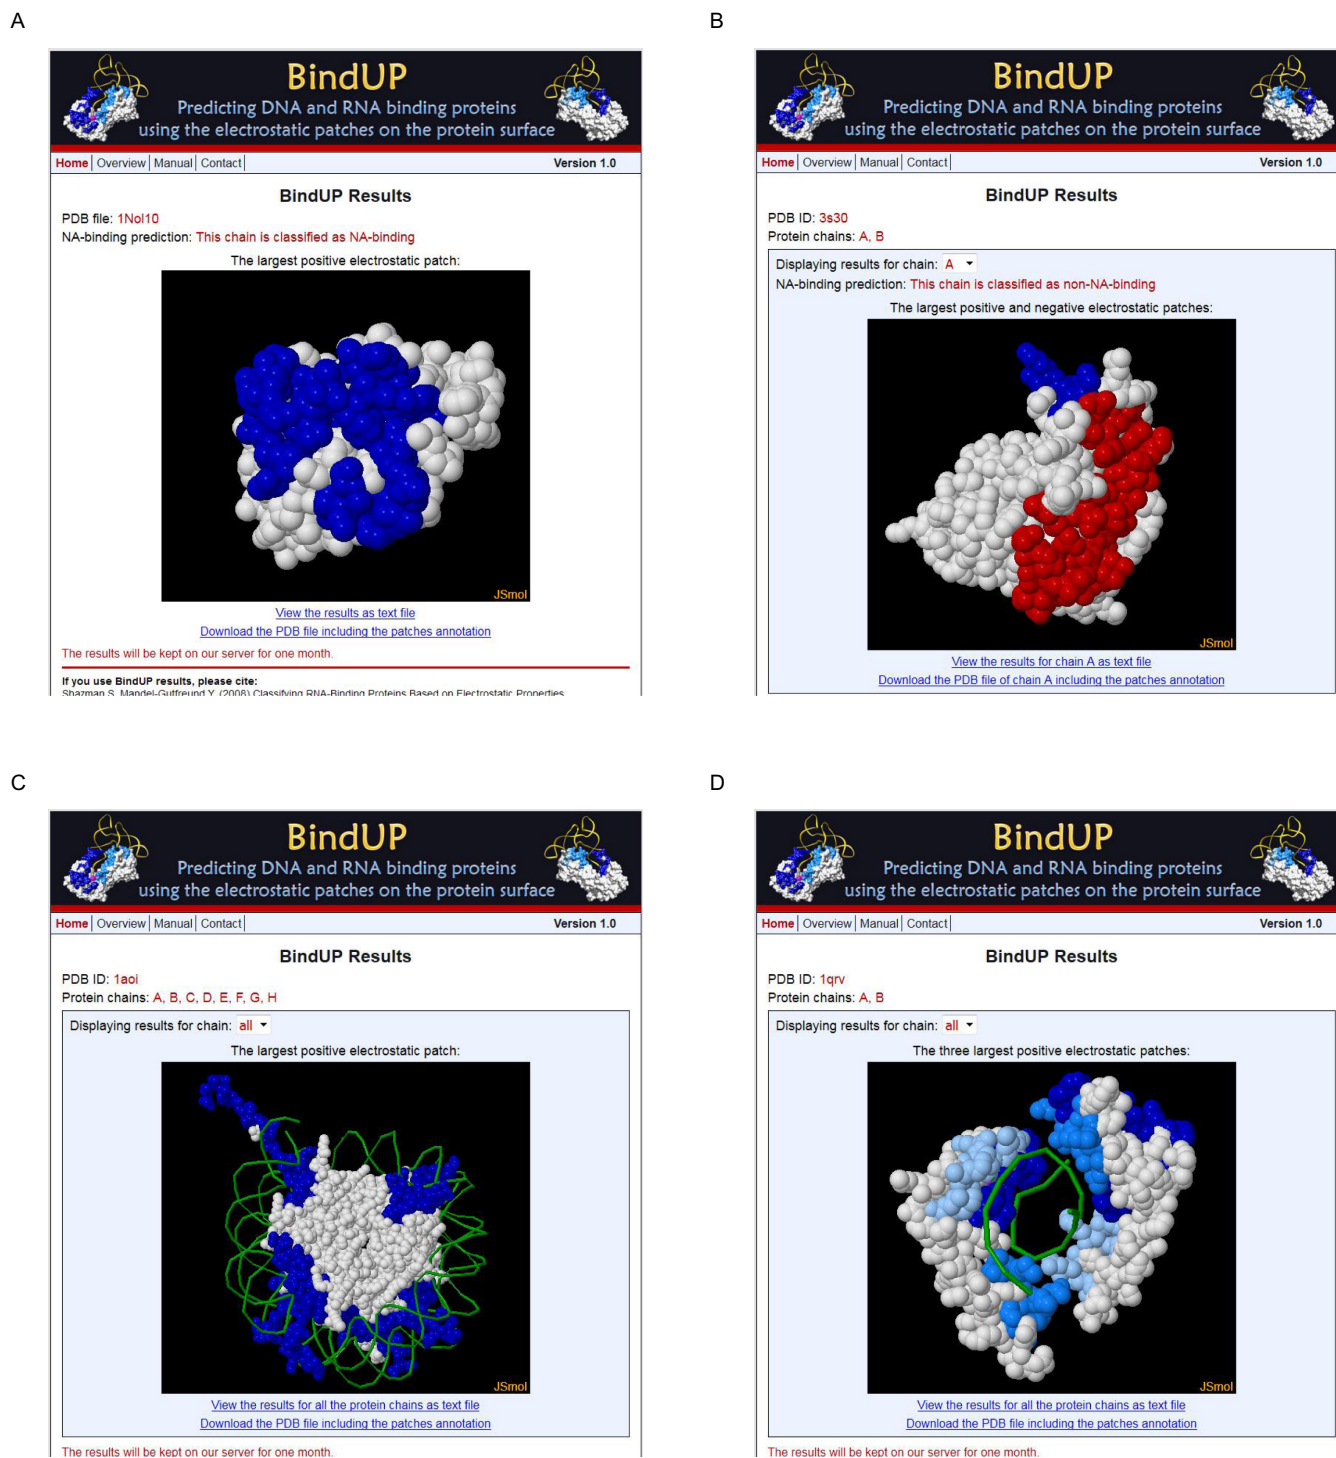 A
BindUP
Predicting DNA and RNA binding proteins
using the electrostatic patches on the protein surface
Home Overview Manual Contact Version 1.0
BindUP Results
PDB file: 1Nol10
NA-binding prediction: This chain is classified as NA-binding
The largest positive electrostatic patch:
JSmol
View the results as text file
Download the PDB file including the patches annotation
The results will be kept on our server for one month.
If you use BindUP results, please cite:
Shazman S, Mandel-Gutfreund Y. (2008) Classifying RNA-Binding Proteins Based on Electrostatic Properties
B
BindUP
Predicting DNA and RNA binding proteins
using the electrostatic patches on the protein surface
Home Overview Manual Contact Version 1.0
BindUP Results
PDB ID: 3s30
Protein chains: A, B
Displaying results for chain: A
NA-binding prediction: This chain is classified as non-NA-binding
The largest positive and negative electrostatic patches:
JSmol
View the results for chain A as text file
Download the PDB file of chain A including the patches annotation
C
BindUP
Predicting DNA and RNA binding proteins
using the electrostatic patches on the protein surface
Home Overview Manual Contact Version 1.0
BindUP Results
PDB ID: 1aoi
Protein chains: A, B, C, D, E, F, G, H
Displaying results for chain: all
The largest positive electrostatic patch:
JSmol
View the results for all the protein chains as text file
Download the PDB file including the patches annotation
The results will be kept on our server for one month.
D
BindUP
Predicting DNA and RNA binding proteins
using the electrostatic patches on the protein surface
Home Overview Manual Contact Version 1.0
BindUP Results
PDB ID: 1qrv
Protein chains: A, B
Displaying results for chain: all
The three largest positive electrostatic patches:
JSmol
View the results for all the protein chains as text file
Download the PDB file including the patches annotation
The results will be kept on our server for one month.